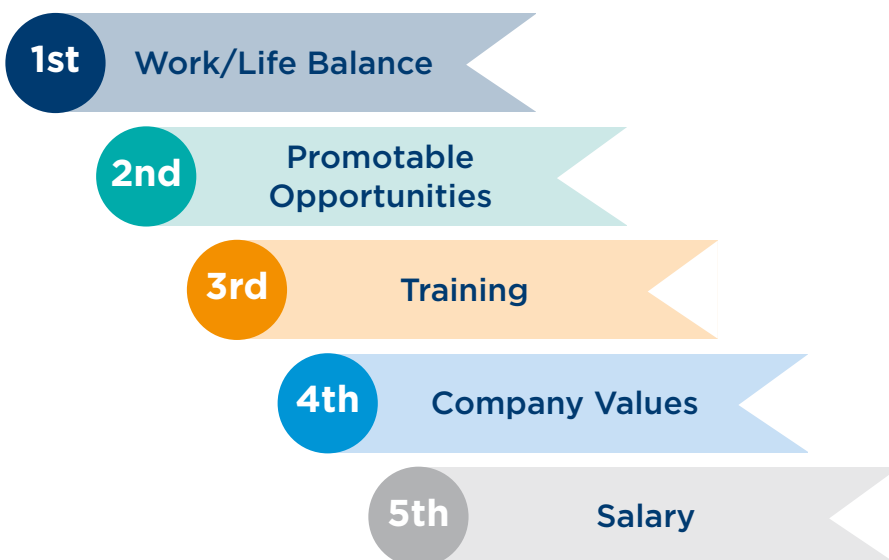 1st
Work/Life Balance
2nd
Promotable
Opportunities
3rd
Training
4th
Company Values
5th
Salary